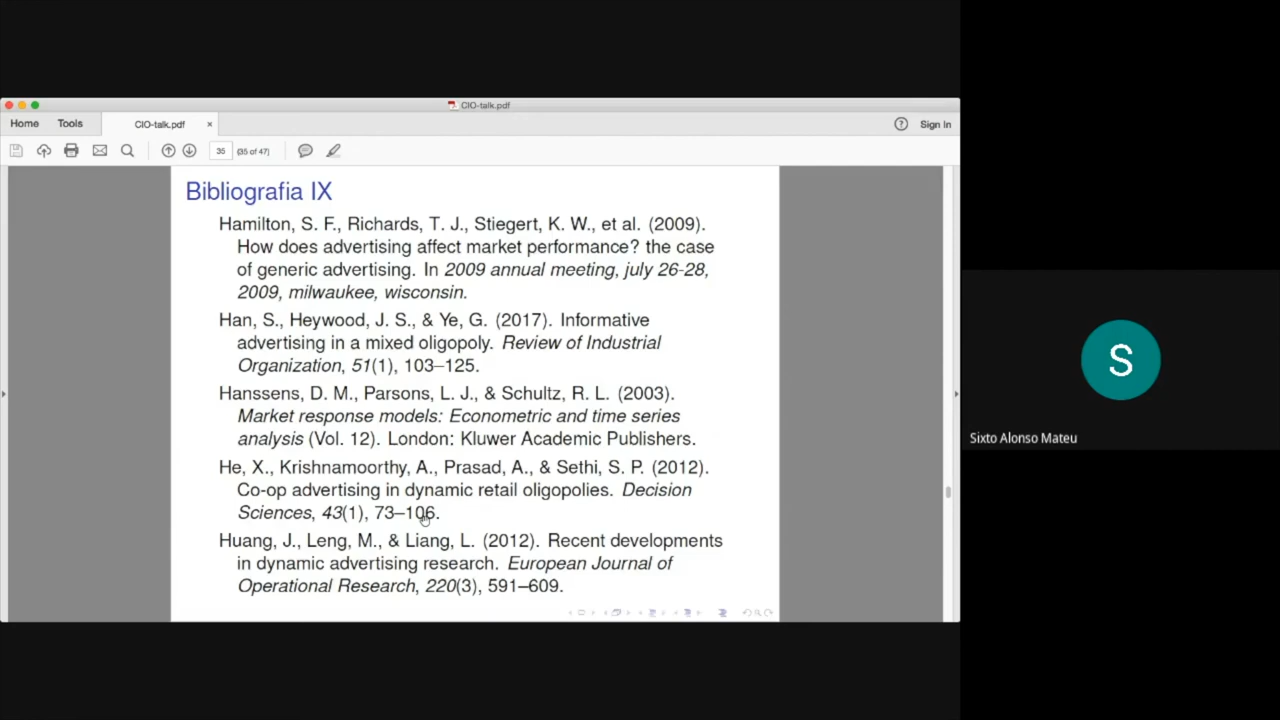 CIO-talk.pdf
Home Tools CIO-talk.pdf × ? Sign In
35 (35 of 47)
Bibliografia IX
Hamilton, S. F., Richards, T. J., Stiegert, K. W., et al. (2009).
How does advertising affect market performance? the case
of generic advertising. In 2009 annual meeting, july 26-28,
2009, milwaukee, wisconsin.
Han, S., Heywood, J. S., & Ye, G. (2017). Informative
advertising in a mixed oligopoly. Review of Industrial
Organization, 51(1), 103–125.
Hanssens, D. M., Parsons, L. J., & Schultz, R. L. (2003).
Market response models: Econometric and time series
analysis (Vol. 12). London: Kluwer Academic Publishers.
He, X., Krishnamoorthy, A., Prasad, A., & Sethi, S. P. (2012).
Co-op advertising in dynamic retail oligopolies. Decision
Sciences, 43(1), 73–106.
Huang, J., Leng, M., & Liang, L. (2012). Recent developments
in dynamic advertising research. European Journal of
Operational Research, 220(3), 591–609.
S
Sixto Alonso Mateu